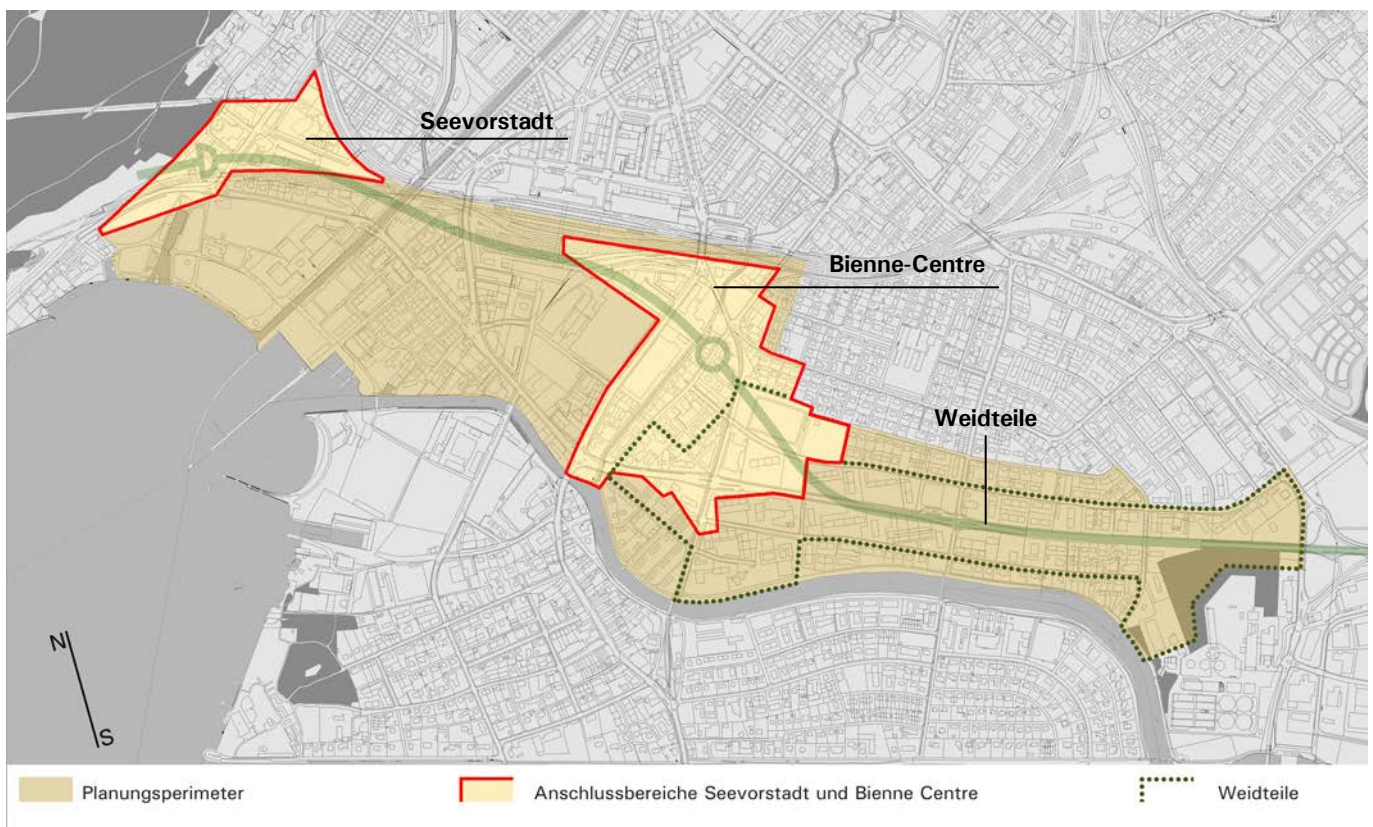 Seevorstadt
Bienne-Centre
Weidteile
N
S
Planungsperimeter
Anschlussbereiche Seevorstadt und Bienne Centre
Weidteile